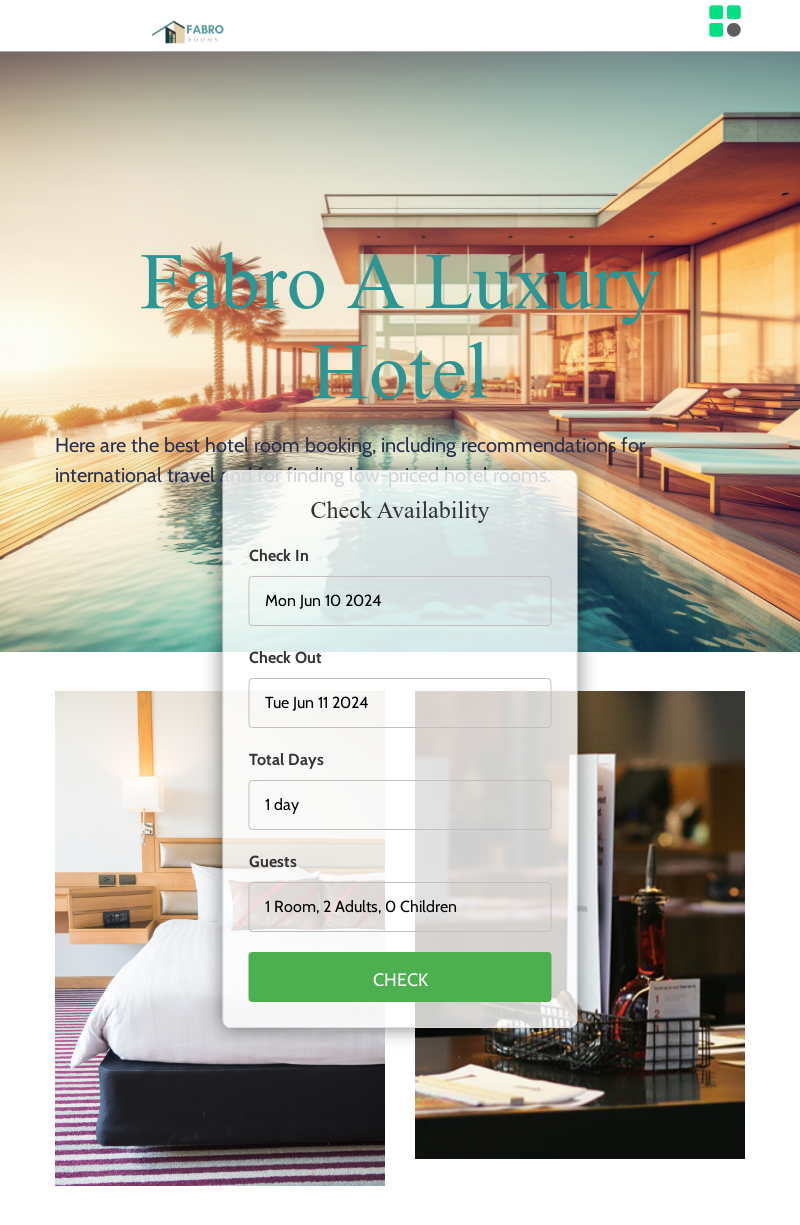 FABRO
ROOMS
Fabro A Luxury
Hotel
Here are the best hotel room booking, including recommendations for
international travel and for finding low-priced hotel rooms.
Check Availability
Check In
Mon Jun 10 2024
Check Out
Tue Jun 11 2024
Total Days
1 day
Guests
1 Room, 2 Adults, 0 Children
CHECK